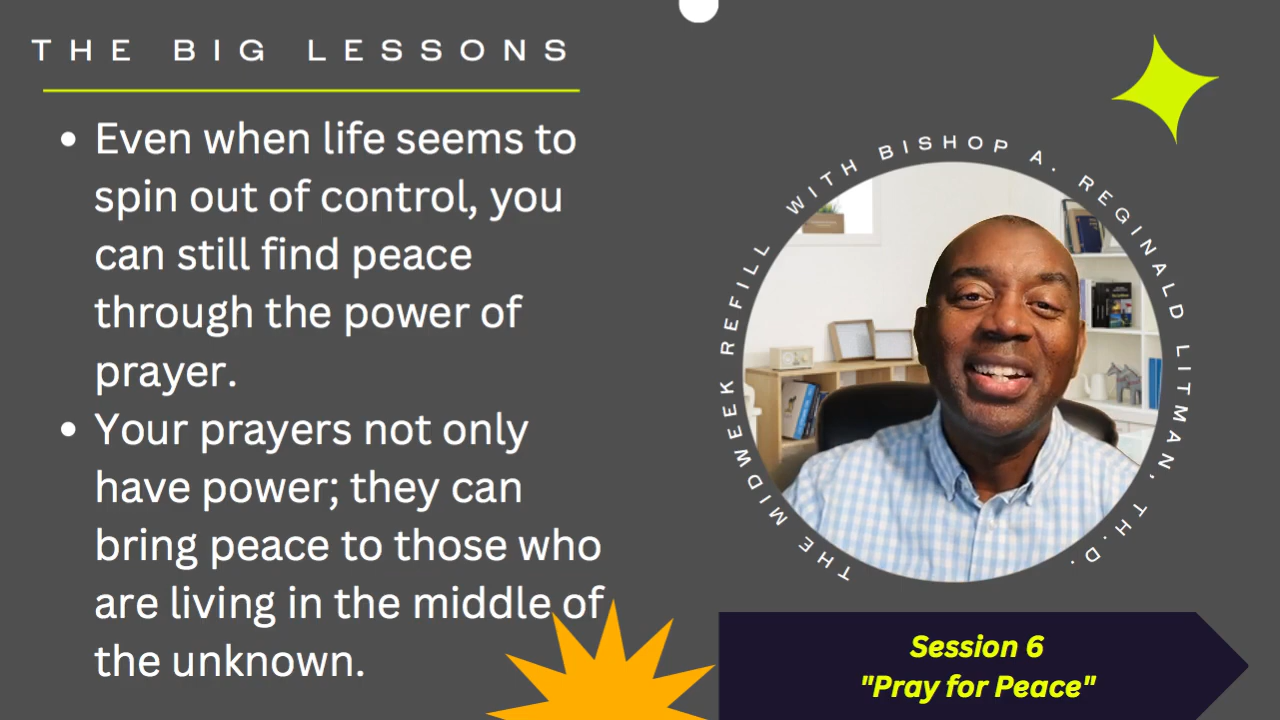 THE BIG LESSONS
• Even when life seems to
spin out of control, you
can still find peace
through the power of
prayer.
• Your prayers not only
have power; they can
bring peace to those who
are living in the middle of
the unknown.
THE MIDWEEK REFILL WITH BISHOP A. REGINALD LITMAN, TH.D.
Session 6
"Pray for Peace"